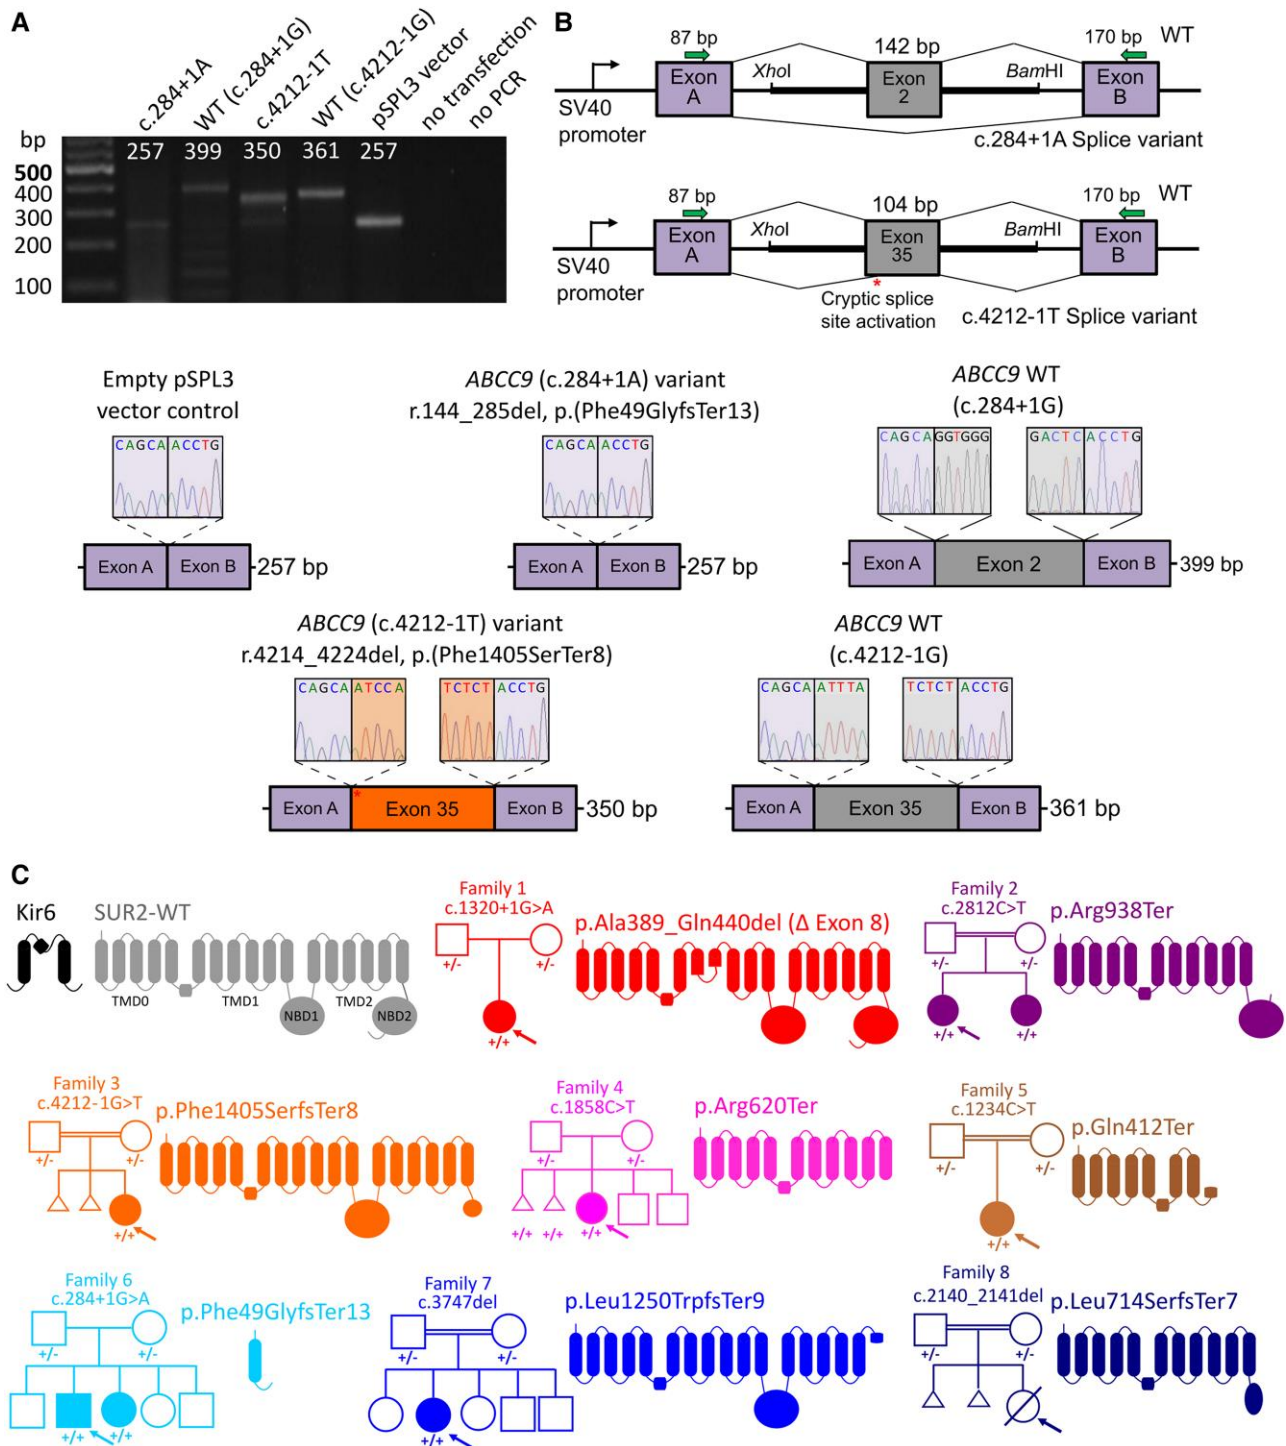 A
c.284+1A
WT (c.284+1G)
c.4212-1T
WT (c.4212-1G)
pSPL3 vector
no transfection
no PCR
bp
257 399 350 361 257
500
400
300
200
100
B
87 bp 142 bp 170 bp WT
Exon A XhoI Exon 2 BamHI Exon B
SV40 promoter
c.284+1A Splice variant
87 bp 104 bp 170 bp WT
Exon A XhoI Exon 35 BamHI Exon B
SV40 promoter
*
Cryptic splice
site activation
c.4212-1T Splice variant
Empty pSPL3
vector control
CAGCA ACCTG
Exon A Exon B 257 bp
ABCC9 (c.284+1A) variant
r.144_285del, p.(Phe49GlyfsTer13)
CAGCA ACCTG
Exon A Exon B 257 bp
ABCC9 WT
(c.284+1G)
CAGCA GGTGGG GACTC ACCTG
Exon A Exon 2 Exon B 399 bp
ABCC9 (c.4212-1T) variant
r.4214_4224del, p.(Phe1405SerTer8)
CAGCA ATCCA TCTCT ACCTG
* Exon A Exon 35 Exon B 350 bp
ABCC9 WT
(c.4212-1G)
CAGCA ATTTA TCTCT ACCTG
Exon A Exon 35 Exon B 361 bp
C
Kir6
SUR2-WT
TMD0 TMD1 NBD1 TMD2 NBD2
Family 1
c.1320+1G>A
+/- +/-
+/+
p.Ala389_Gln440del (Δ Exon 8)
Family 2
c.2812C>T
+/- +/-
+/+ +/+
p.Arg938Ter
Family 3
c.4212-1G>T
+/- +/-
+/+
p.Phe1405SerfsTer8
Family 4
c.1858C>T
+/- +/-
+/+ +/+ +/+
p.Arg620Ter
Family 5
c.1234C>T
+/- +/-
+/+
p.Gln412Ter
Family 6
c.284+1G>A
+/- +/-
+/+ +/+
p.Phe49GlyfsTer13
Family 7
c.3747del
+/- +/-
+/+
p.Leu1250TrpfsTer9
Family 8
c.2140_2141del
+/- +/-
p.Leu714SerfsTer7